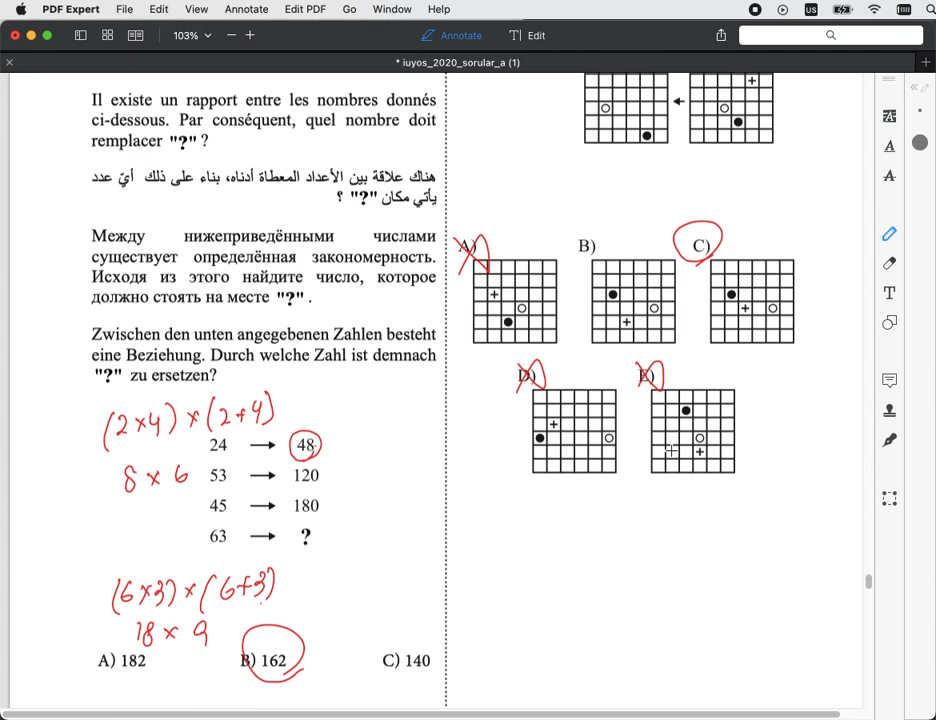 PDF Expert File Edit View Annotate Edit PDF Go Window Help US
103% Annotate Edit
* iuyos_2020_sorular_a (1)
Il existe un rapport entre les nombres donnés
ci-dessous. Par conséquent, quel nombre doit
remplacer "?" ?
هناك علاقة بين الأعداد المعطاة أدناه، بناء على ذلك أيّ عدد
يأتي مكان "?" ؟
Между нижеприведёнными числами
существует определённая закономерность.
Исходя из этого найдите число, которое
должно стоять на месте "?" .
Zwischen den unten angegebenen Zahlen besteht
eine Beziehung. Durch welche Zahl ist demnach
"?" zu ersetzen?
(2×4) × (2+4)
24 → 48
8 × 6 53 → 120
45 → 180
63 → ?
(6×3) × (6+3)
18 × 9
A) 182 B) 162 C) 140
A) B) C)
D) E)